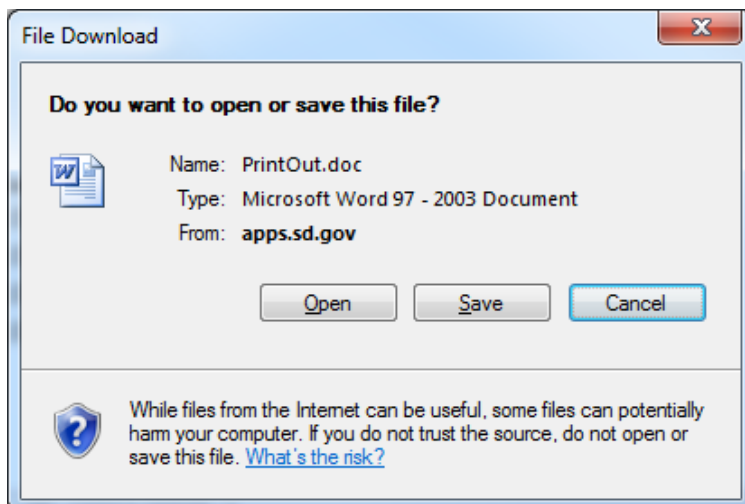 File Download
Do you want to open or save this file?
Name: PrintOut.doc
Type: Microsoft Word 97 - 2003 Document
From: apps.sd.gov
Open Save Cancel
While files from the Internet can be useful, some files can potentially
harm your computer. If you do not trust the source, do not open or
save this file. What's the risk?